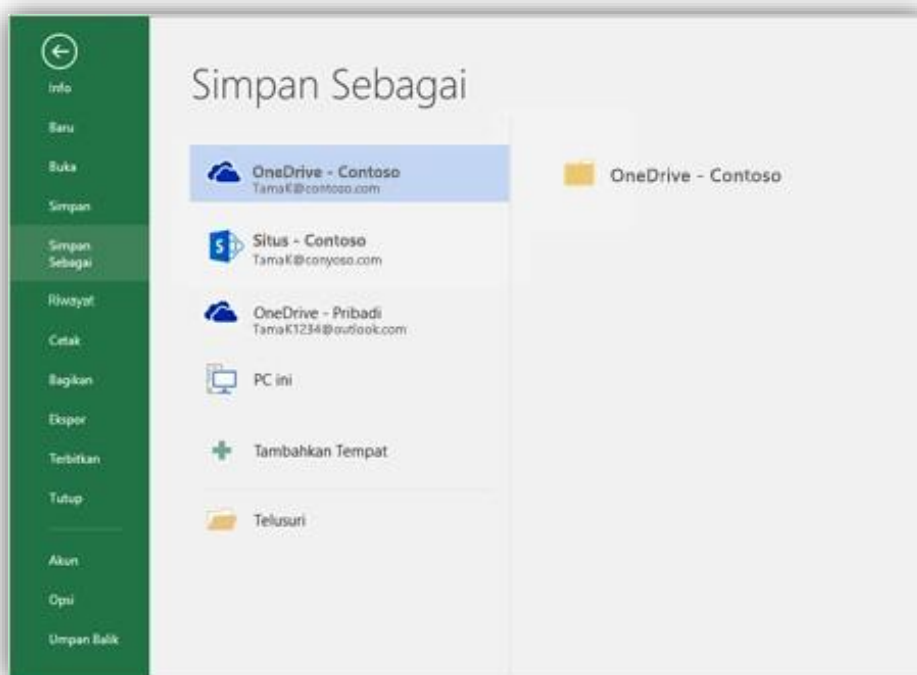 Info
Baru
Buka
Simpan
Simpan
Sebagai
Riwayat
Cetak
Bagikan
Ekspor
Terbitkan
Tutup
Akun
Opsi
Umpan Balik
Simpan Sebagai
OneDrive - Contoso
TamaK@contoso.com
Situs - Contoso
TamaK@conyoso.com
OneDrive - Pribadi
TamaK1234@outlook.com
PC ini
Tambahkan Tempat
Telusuri
OneDrive - Contoso